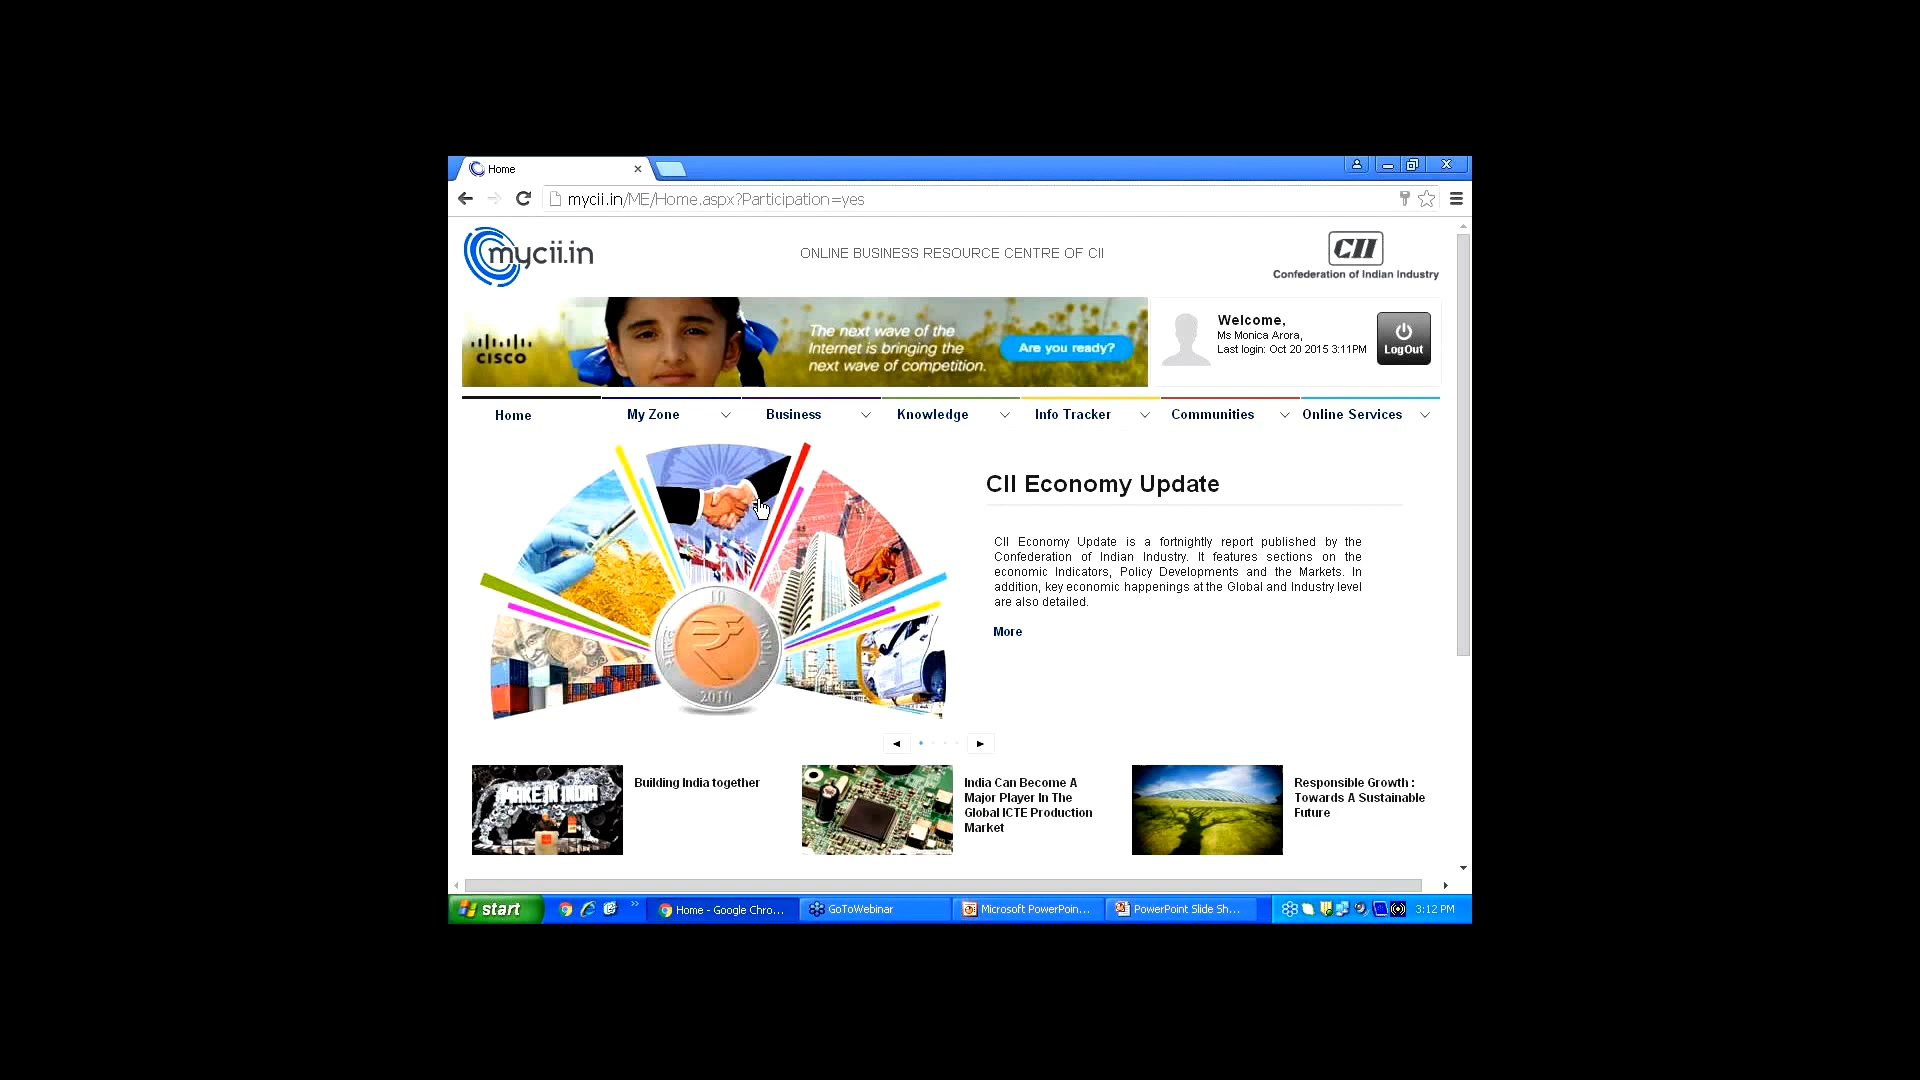 Home
mycii.in/ME/Home.aspx?Participation=yes
mycii.in
ONLINE BUSINESS RESOURCE CENTRE OF CII
CII
Confederation of Indian Industry
CISCO
The next wave of the
Internet is bringing the
next wave of competition.
Are you ready?
Welcome,
Ms Monica Arora,
Last login: Oct 20 2015 3:11PM
LogOut
Home
My Zone
Business
Knowledge
Info Tracker
Communities
Online Services
10
INDIA
2010
CII Economy Update
CII Economy Update is a fortnightly report published by the
Confederation of Indian Industry. It features sections on the
economic Indicators, Policy Developments and the Markets. In
addition, key economic happenings at the Global and Industry level
are also detailed.
More
MAKE IN INDIA
Building India together
India Can Become A
Major Player In The
Global ICTE Production
Market
Responsible Growth :
Towards A Sustainable
Future
start
Home - Google Chro...
GoToWebinar
Microsoft PowerPoin...
PowerPoint Slide Sh...
3:12 PM